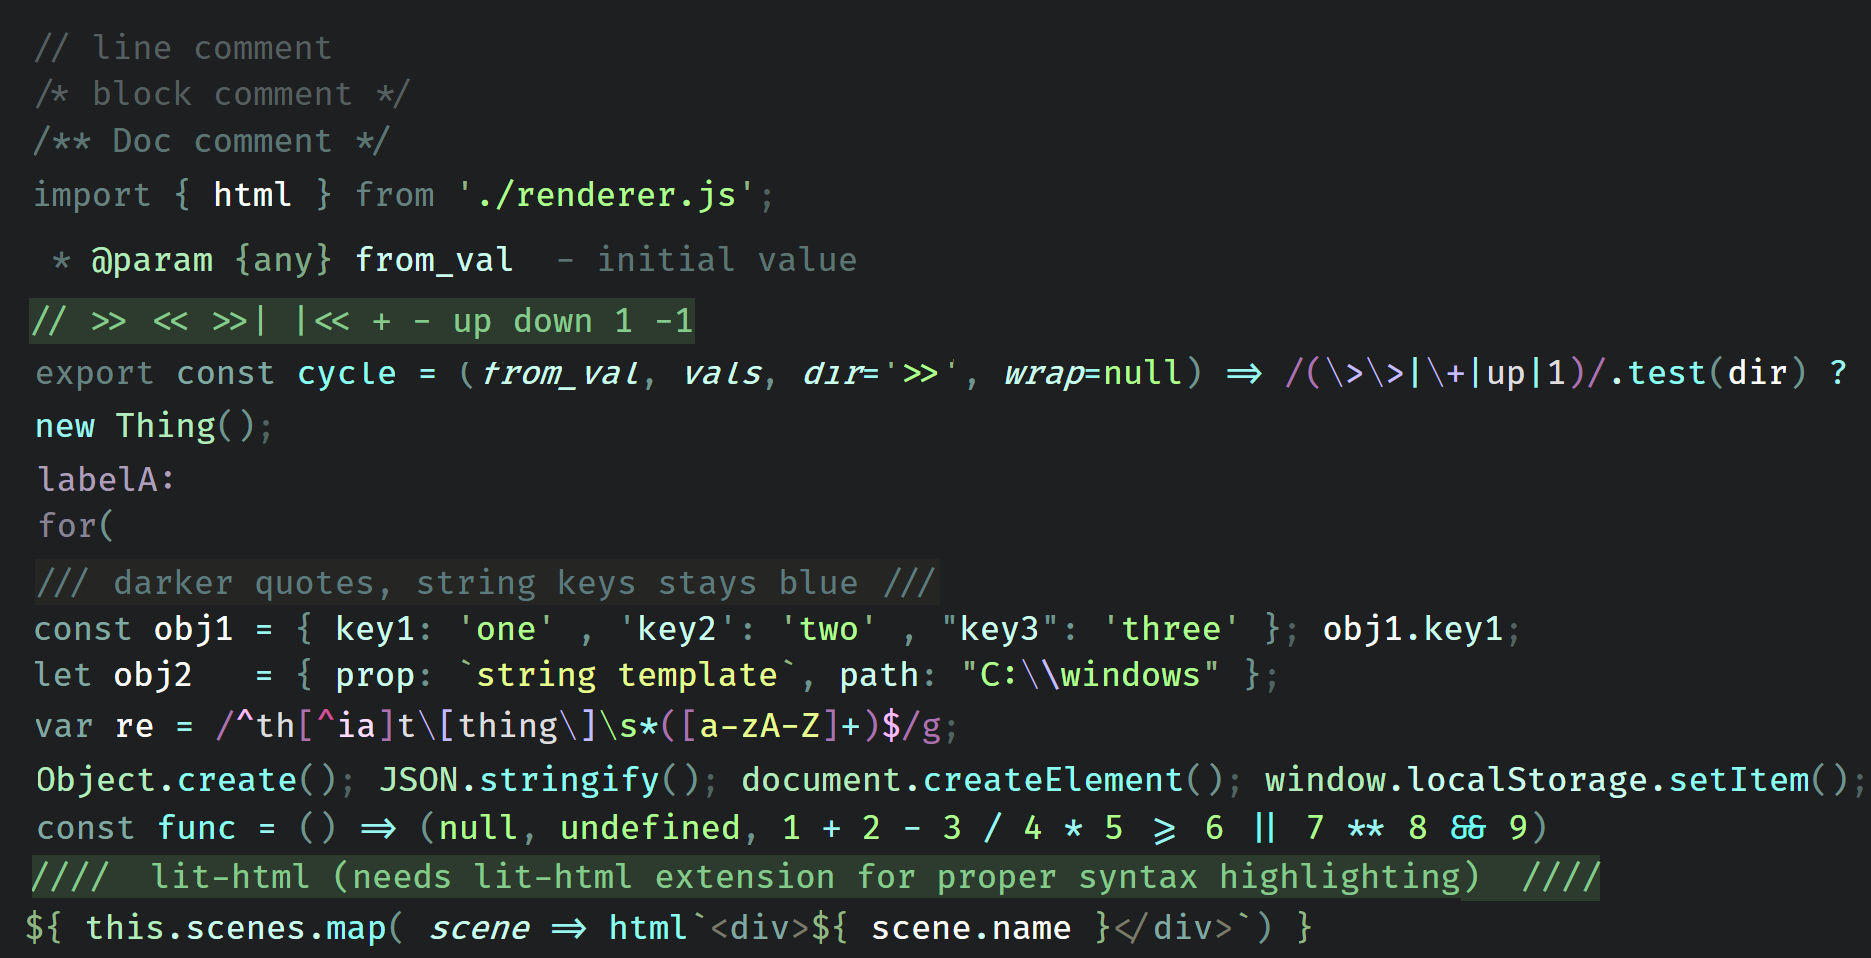 // line comment
/* block comment */
/** Doc comment */
import { html } from './renderer.js';
* @param {any} from_val  - initial value
// >> << >>| |<< + - up down 1 -1
export const cycle = (from_val, vals, dir='>>', wrap=null) => /(\>\>|\+|up|1)/.test(dir) ?
new Thing();
labelA:
for(
/// darker quotes, string keys stays blue ///
const obj1 = { key1: 'one' , 'key2': 'two' , "key3": 'three' }; obj1.key1;
let obj2   = { prop: `string template`, path: "C:\\windows" };
var re = /^th[^ia]t\[thing\]\s*([a-zA-Z]+)$/g;
Object.create(); JSON.stringify(); document.createElement(); window.localStorage.setItem();
const func = () => (null, undefined, 1 + 2 - 3 / 4 * 5 >= 6 || 7 ** 8 && 9)
////  lit-html (needs lit-html extension for proper syntax highlighting)  ////
${ this.scenes.map( scene => html`<div>${ scene.name }</div>`) }